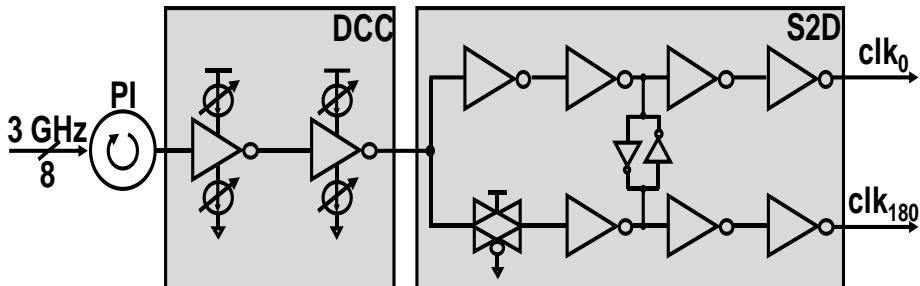 DCC
S2D
PI
3 GHz
8
clk0
clk180